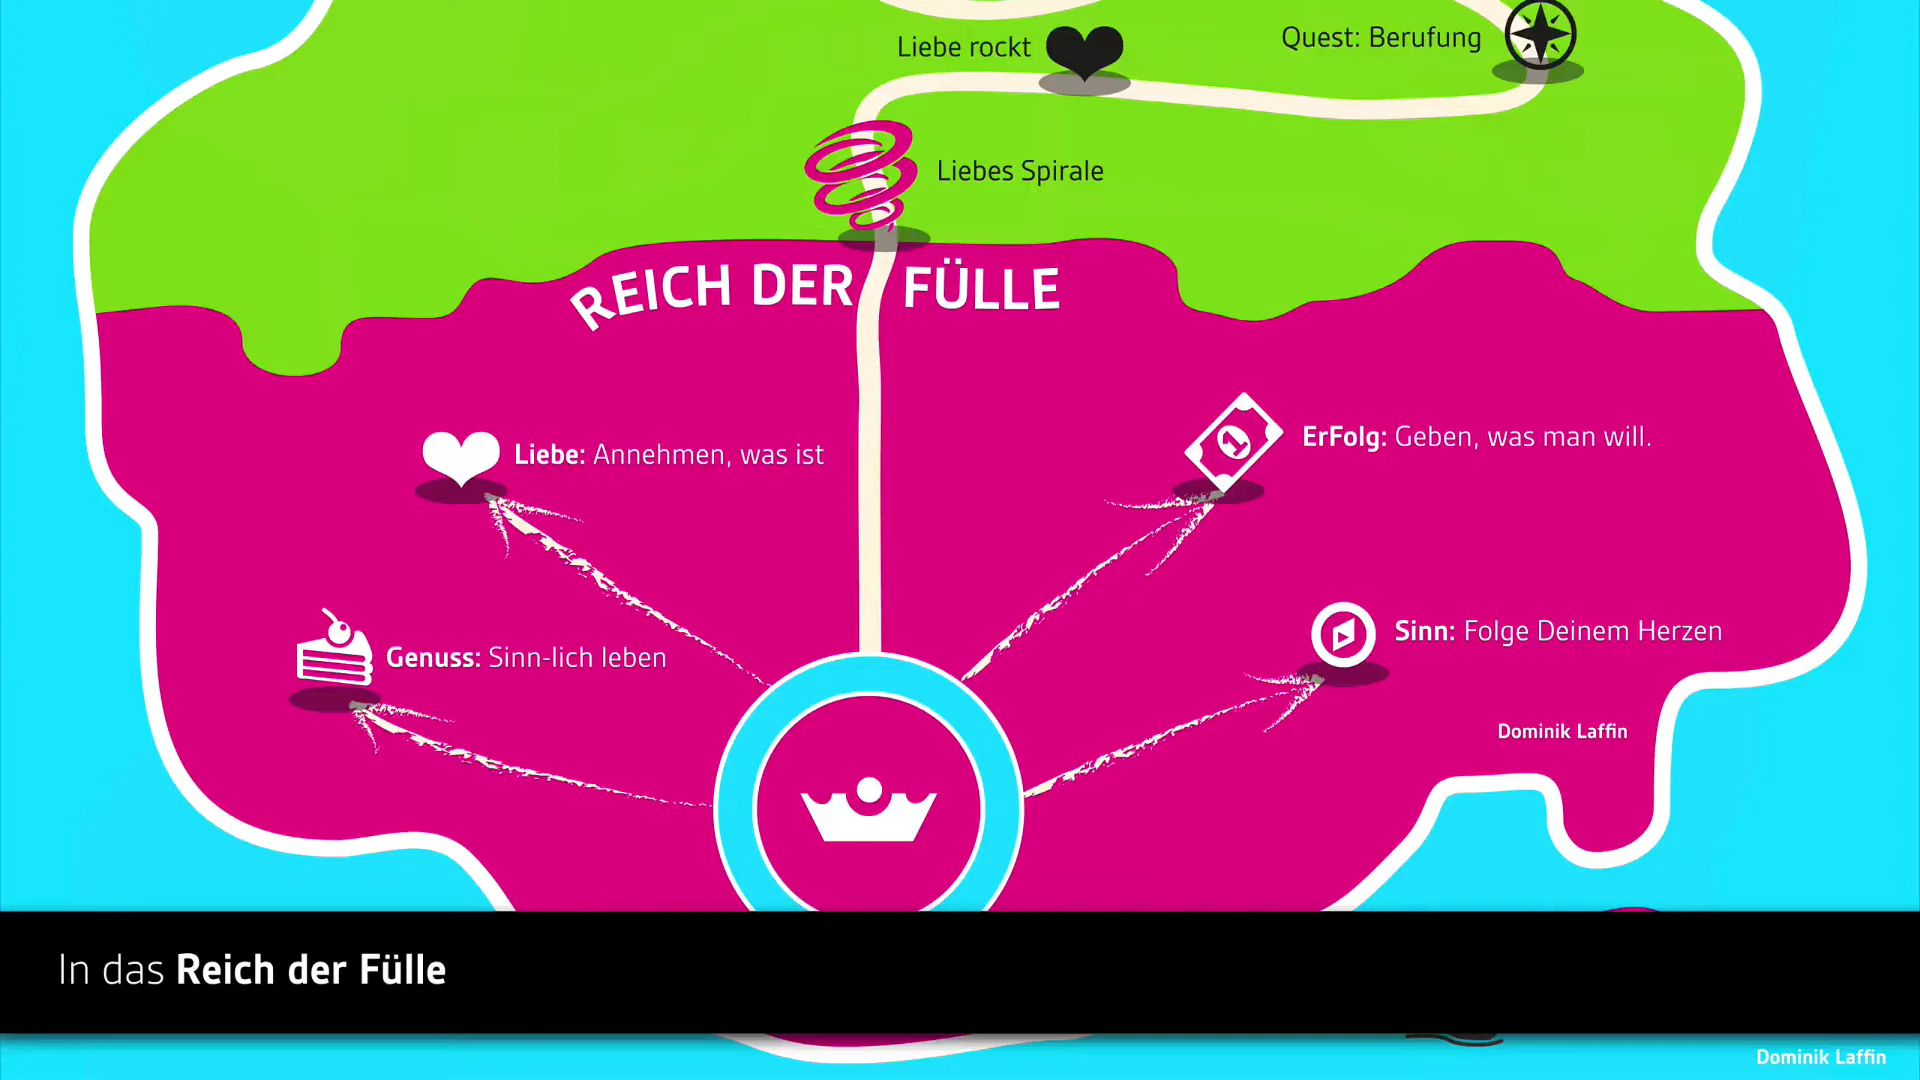 Liebe rockt
Quest: Berufung
Liebes Spirale
REICH DER FÜLLE
Liebe: Annehmen, was ist
ErFolg: Geben, was man will.
1
Genuss: Sinn-lich leben
Sinn: Folge Deinem Herzen
Dominik Laffin
In das Reich der Fülle
Dominik Laffin